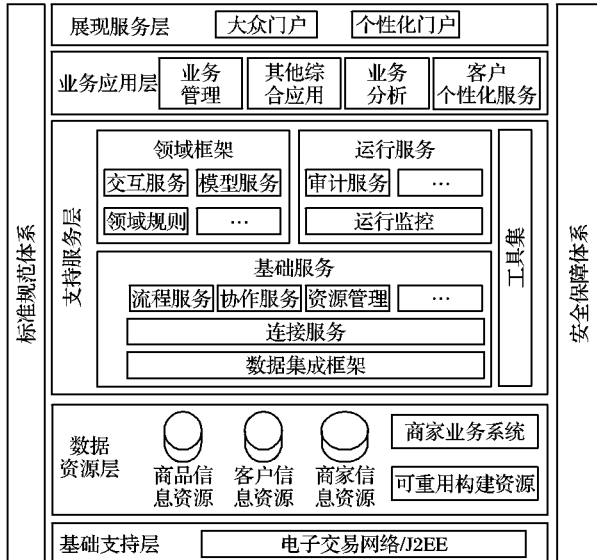 展现服务层
大众门户
个性化门户
业务应用层
业务
管理
其他综
合应用
业务
分析
客户
个性化服务
标准规范体系
支持服务层
领域框架
交互服务
模型服务
领域规则
…
运行服务
审计服务
…
运行监控
基础服务
流程服务
协作服务
资源管理
…
连接服务
数据集成框架
工具集
安全保障体系
数据
资源层
商品信
息资源
客户信
息资源
商家信
息资源
商家业务系统
可重用构建资源
基础支持层
电子交易网络/J2EE